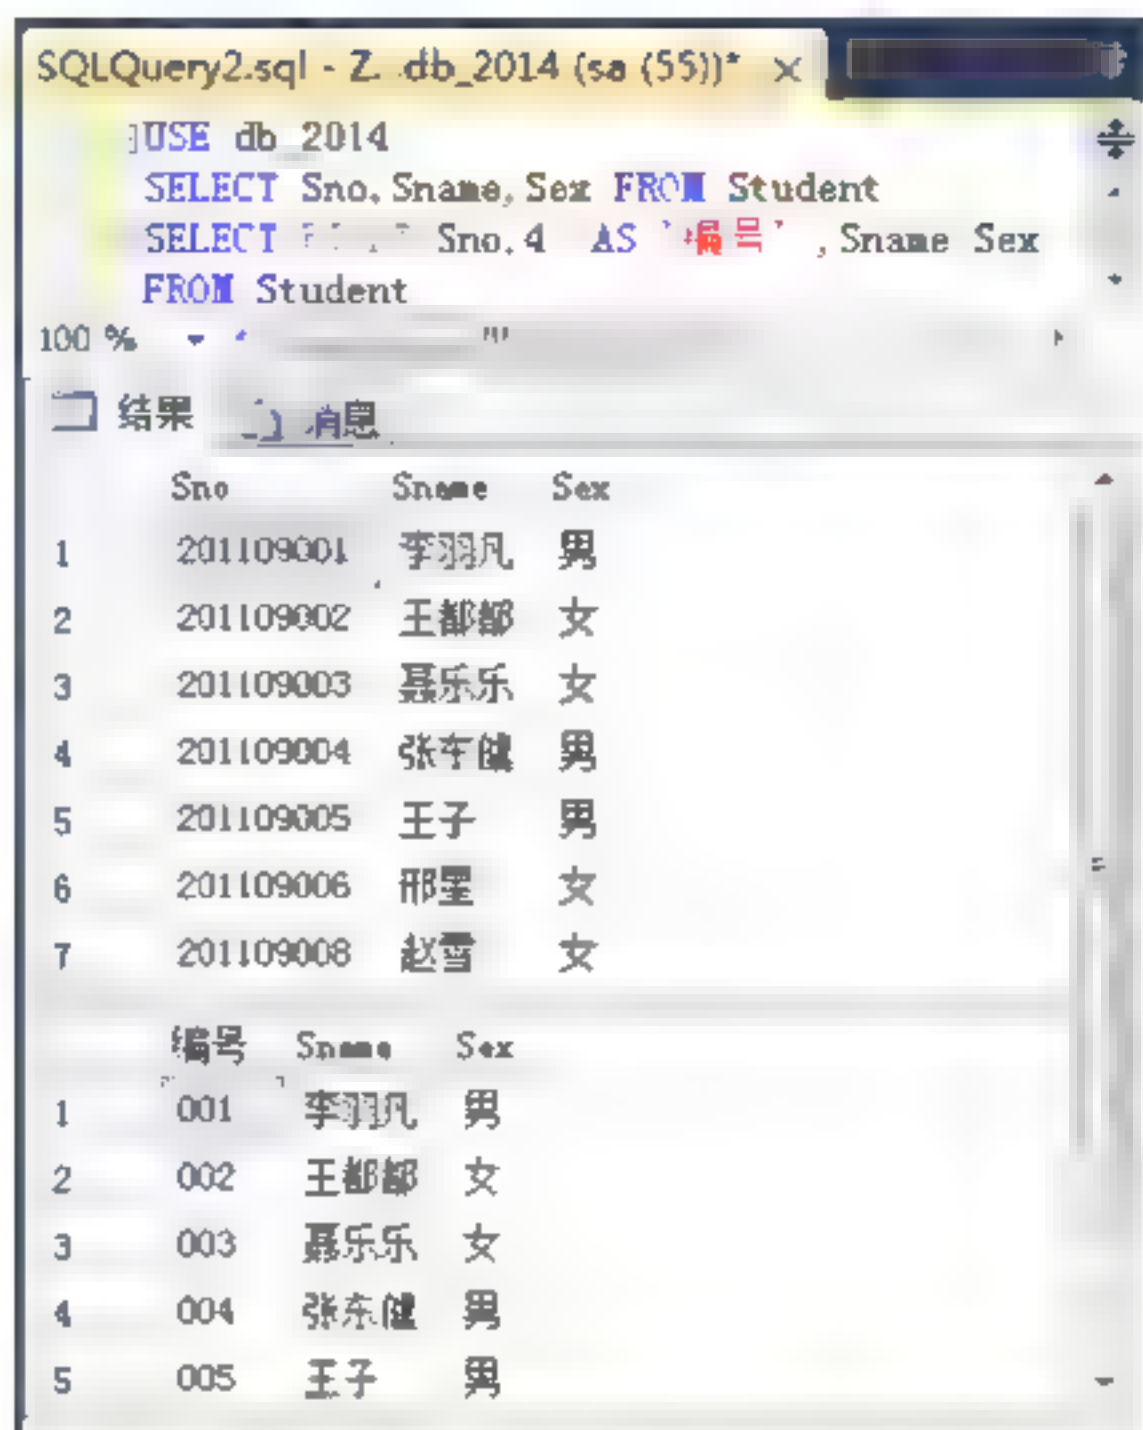 SQLQuery2.sql - Z. .db_2014 (sa (55))* ×
USE db_2014
SELECT Sno,Sname,Sex FROM Student
SELECT Sno,4 AS '编号' ,Sname Sex
FROM Student
100 %
结果 消息
Sno Sname Sex
1 201109001 李羽凡 男
2 201109002 王都都 女
3 201109003 聂乐乐 女
4 201109004 张东健 男
5 201109005 王子 男
6 201109006 邢星 女
7 201109008 赵雪 女
编号 Sname Sex
1 001 李羽凡 男
2 002 王都都 女
3 003 聂乐乐 女
4 004 张东健 男
5 005 王子 男